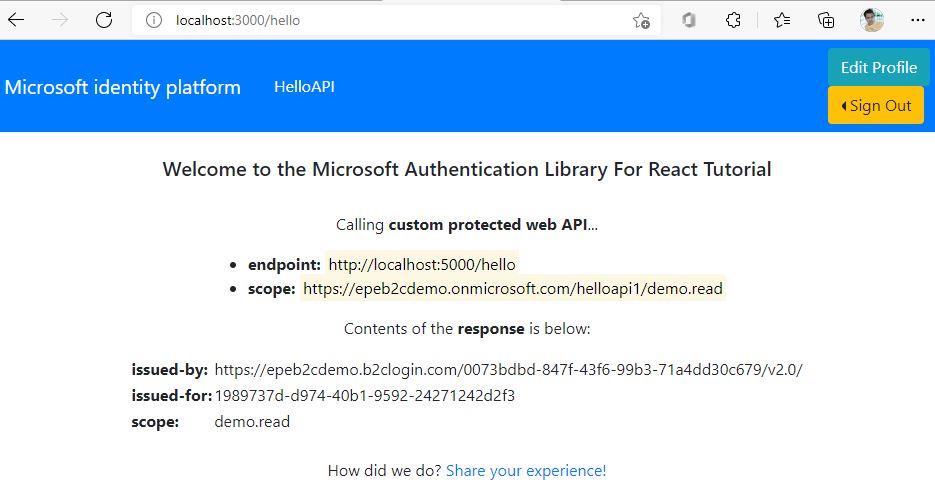 localhost:3000/hello
Edit Profile
Microsoft identity platform HelloAPI
Sign Out
Welcome to the Microsoft Authentication Library For React Tutorial
Calling custom protected web API...
• endpoint: http://localhost:5000/hello
• scope: https://epeb2cdemo.onmicrosoft.com/helloapi1/demo.read
Contents of the response is below:
issued-by: https://epeb2cdemo.b2clogin.com/0073bdbd-847f-43f6-99b3-71a4dd30c679/v2.0/
issued-for: 1989737d-d974-40b1-9592-24271242d2f3
scope: demo.read
How did we do? Share your experience!